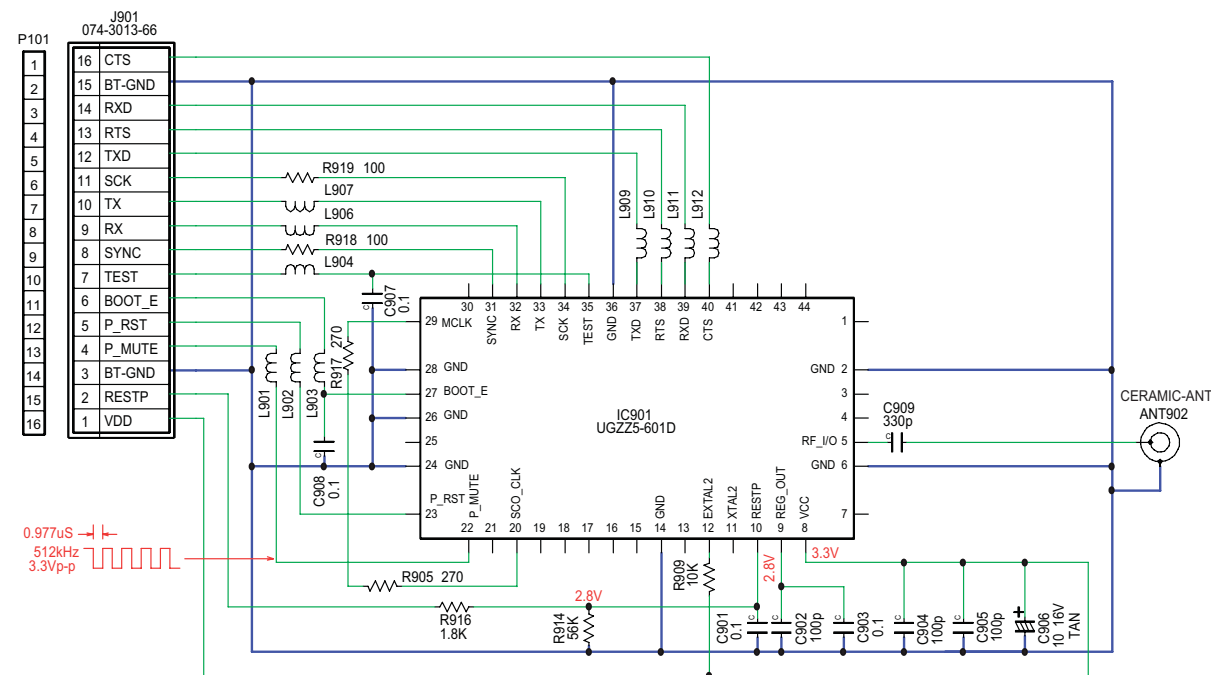 J901
074-3013-66
P101
1
2
3
4
5
6
7
8
9
10
11
12
13
14
15
16
16 CTS
15 BT-GND
14 RXD
13 RTS
12 TXD
11 SCK
10 TX
9 RX
8 SYNC
7 TEST
6 BOOT_E
5 P_RST
4 P_MUTE
3 BT-GND
2 RESTP
1 VDD
R919 100
L907
L906
R918 100
L904
C907
0.1
C
L909
L910
L911
L912
R917 270
L901
L902
L903
C908
0.1
C
30 31 32 33 34 35 36 37 38 39 40 41 42 43 44
SYNC
RX
TX
SCK
TEST
GND
TXD
RTS
RXD
CTS
29 MCLK
28 GND
27 BOOT_E
26 GND
25
24 GND
23 P_RST
IC901
UGZZ5-601D
1
GND 2
3
4
RF_I/O 5
GND 6
7
P_MUTE
SCO_CLK
GND
EXTAL2
XTAL2
RESTP
REG_OUT
VCC
22 21 20 19 18 17 16 15 14 13 12 11 10 9 8
C909
330p
C
CERAMIC-ANT
ANT902
0.977uS
512kHz
3.3Vp-p
R905 270
R916
1.8K
2.8V
R914
56K
R909
10K
2.8V
3.3V
C901
0.1
C
C902
100p
C
C903
0.1
C
C904
100p
C
C905
100p
C
C906
10 16V
TAN
+